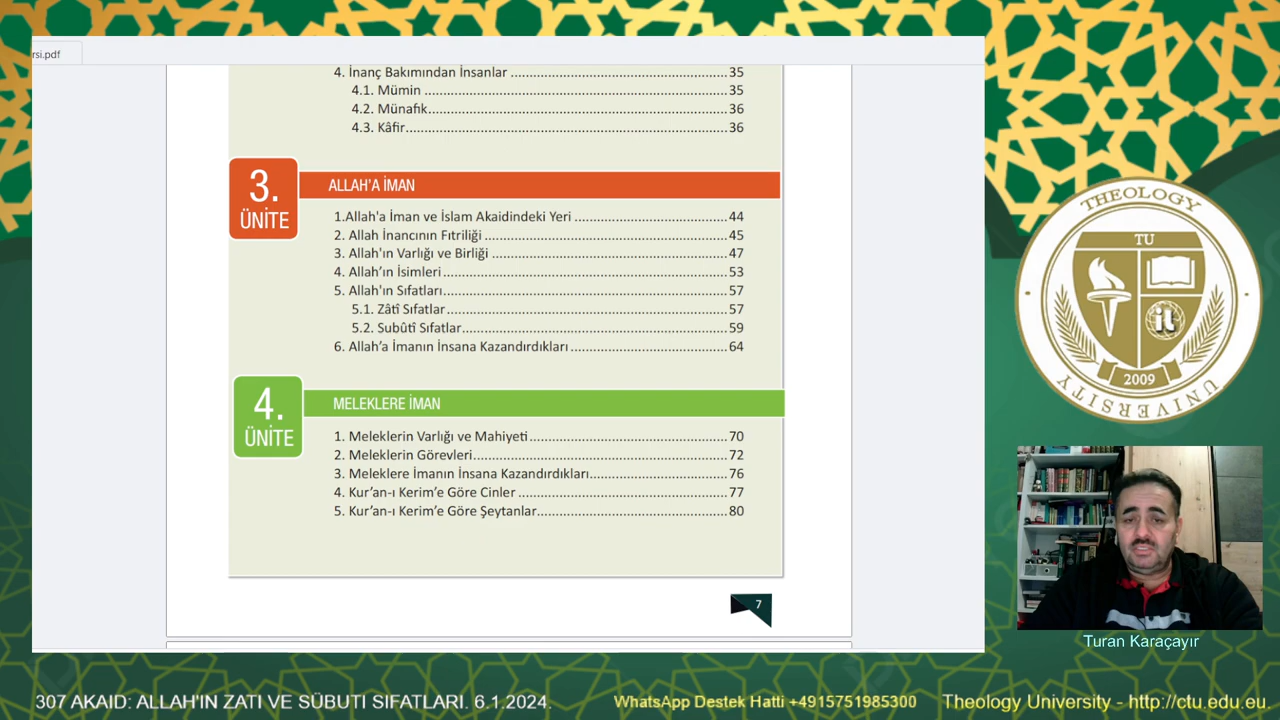 rsi.pdf
4. İnanç Bakımından İnsanlar ........ 35
4.1. Mümin ........ 35
4.2. Münafık ........ 36
4.3. Kâfir ........ 36
3.
ÜNİTE
ALLAH'A İMAN
1.Allah'a İman ve İslam Akaidindeki Yeri ........ 44
2. Allah İnancının Fıtriliği ........ 45
3. Allah'ın Varlığı ve Birliği ........ 47
4. Allah’ın İsimleri ........ 53
5. Allah'ın Sıfatları ........ 57
5.1. Zâtî Sıfatlar ........ 57
5.2. Subûtî Sıfatlar ........ 59
6. Allah’a İmanın İnsana Kazandırdıkları ........ 64
4.
ÜNİTE
MELEKLERE İMAN
1. Meleklerin Varlığı ve Mahiyeti ........ 70
2. Meleklerin Görevleri ........ 72
3. Meleklere İmanın İnsana Kazandırdıkları ........ 76
4. Kur’an-ı Kerim’e Göre Cinler ........ 77
5. Kur’an-ı Kerim’e Göre Şeytanlar ........ 80
7
THEOLOGY
TU
2009
UNIVERSITY
Turan Karaçayır
307 AKAID: ALLAH'IN ZATI VE SÜBUTI SIFATLARI. 6.1.2024.
WhatsApp Destek Hatti +4915751985300
Theology University - http://ctu.edu.eu.